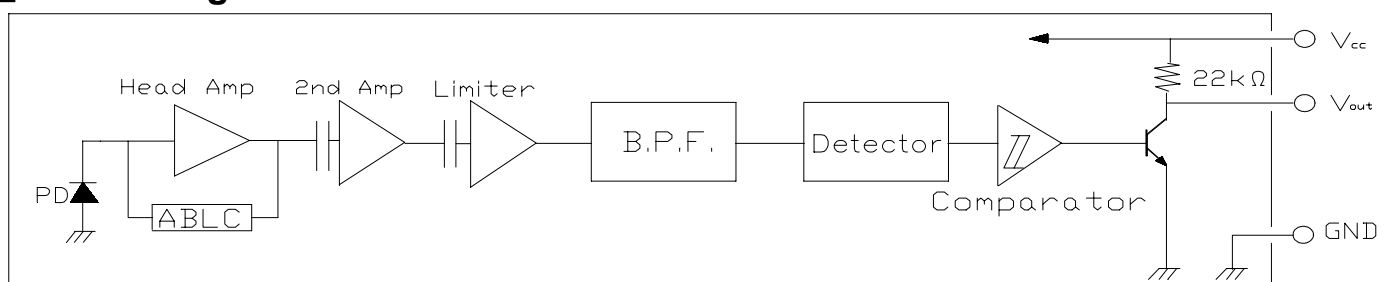 Vcc
22kΩ
Head Amp 2nd Amp Limiter
Vout
B.P.F. Detector
PD
ABLC
Comparator
GND